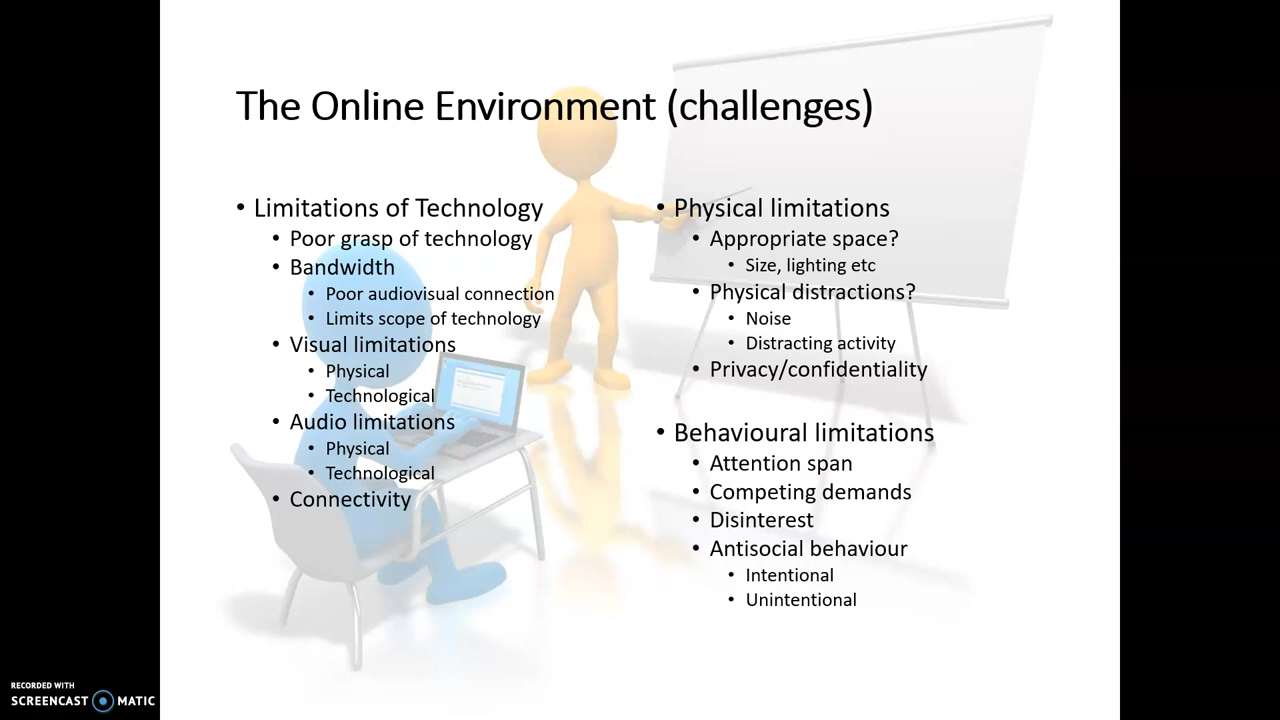 The Online Environment (challenges)
• Limitations of Technology
• Poor grasp of technology
• Bandwidth
• Poor audiovisual connection
• Limits scope of technology
• Visual limitations
• Physical
• Technological
• Audio limitations
• Physical
• Technological
• Connectivity
• Physical limitations
• Appropriate space?
• Size, lighting etc
• Physical distractions?
• Noise
• Distracting activity
• Privacy/confidentiality
• Behavioural limitations
• Attention span
• Competing demands
• Disinterest
• Antisocial behaviour
• Intentional
• Unintentional
RECORDED WITH
SCREENCAST MATIC